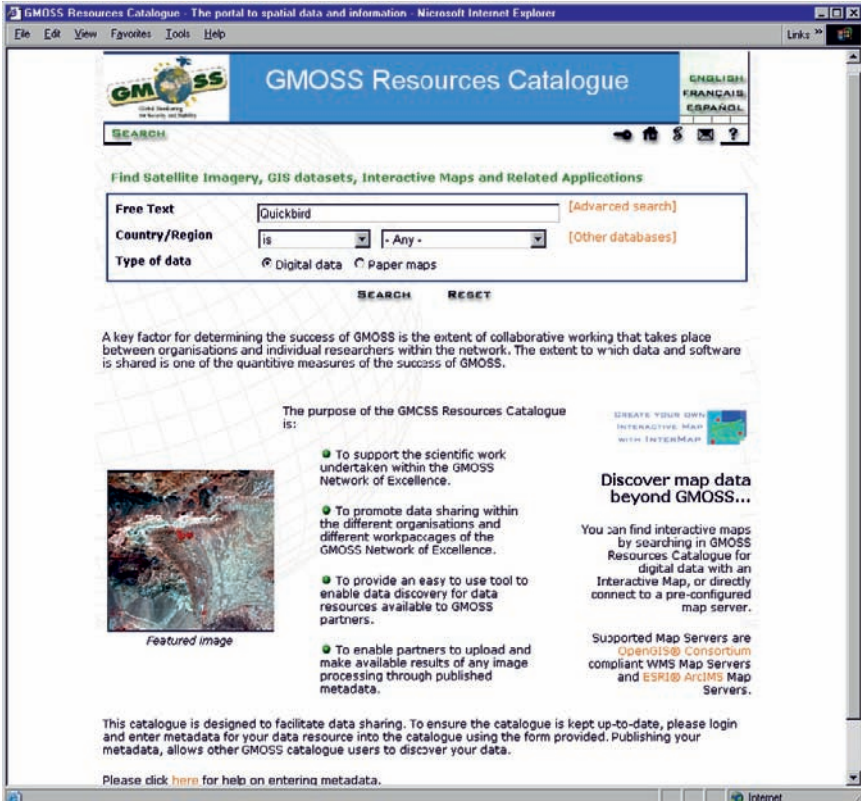 GMOSS Resources Catalogue - The portal to spatial data and information - Nicrosoft Internet Explorer
File Edit View Favorites Tools Help
Links »
GMOSS
Global Monitoring
for Security and Stability
GMOSS Resources Catalogue
ENGLISH
FRANÇAIS
ESPAÑOL
SEARCH
?
Find Satellite Imagery, GIS datasets, Interactive Maps and Related Applications
Free Text
Quickbird
[Advanced search]
Country/Region
is
- Any -
[Other databases]
Type of data
Digital data
Paper maps
SEARCH RESET
A key factor for determining the success of GMOSS is the extent of collaborative working that takes place
between organisations and individual researchers within the network. The extent to which data and software
is shared is one of the quantitive measures of the success of GMOSS.
The purpose of the GMCSS Resources Catalogue
is:
To support the scientific work
undertaken within the GMOSS
Network of Excellence.
To promote data sharing within
the different organisations and
different workpaccages of the
GMOSS Network of Excellence.
To provide an easy to use tool to
enable data discovery for data
resources available to GMOSS
partners.
To enable partners to upload and
make available results of any image
processing through published
metadata.
Featured image
CREATE YOUR OWN
INTERACTIVE MAP
WITH INTERMAP
Discover map data
beyond GMOSS...
You can find interactive maps
by searching in GMOSS
Resources Catalogue for
digital data with an
Interactive Map, or directly
connect to a pre-configured
map server.
Supported Map Servers are
OpenGIS® Consortium
compliant WMS Map Servers
and ESRI® ArcIMS Map
Servers.
This catalogue is designed to facilitate data sharing. To ensure the catalogue is kept up-to-date, please login
and enter metadata for your data resource into the catalogue using the form provided. Publishing your
metadata, allows other GMOSS catalogue users to discover your data.
Please click here for help on entering metadata.
Internet